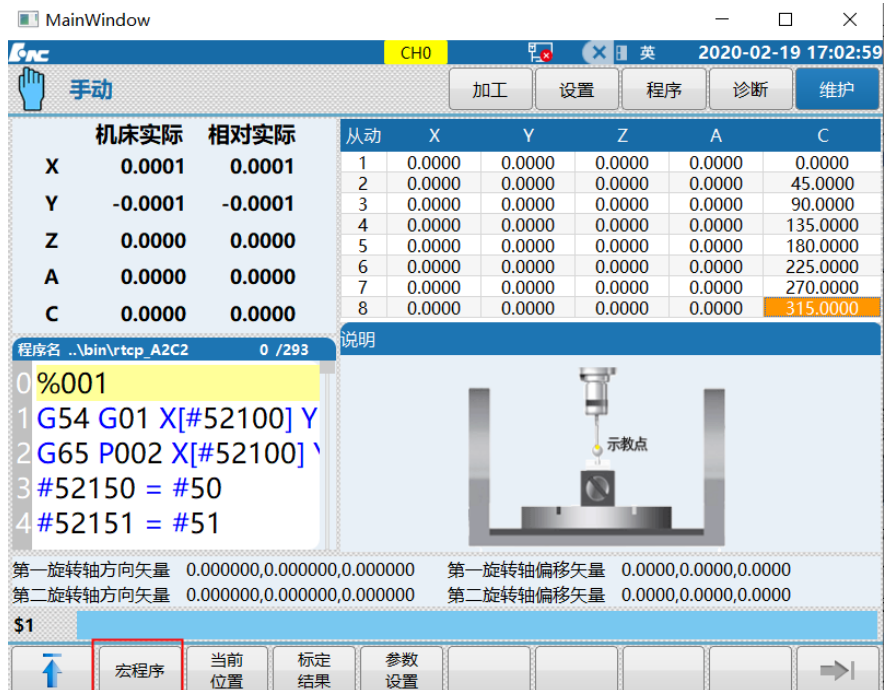 MainWindow
CH0 英 2020-02-19 17:02:59
手动 加工 设置 程序 诊断 维护
机床实际 相对实际
X 0.0001 0.0001
Y -0.0001 -0.0001
Z 0.0000 0.0000
A 0.0000 0.0000
C 0.0000 0.0000
从动 X Y Z A C
1 0.0000 0.0000 0.0000 0.0000 0.0000
2 0.0000 0.0000 0.0000 0.0000 45.0000
3 0.0000 0.0000 0.0000 0.0000 90.0000
4 0.0000 0.0000 0.0000 0.0000 135.0000
5 0.0000 0.0000 0.0000 0.0000 180.0000
6 0.0000 0.0000 0.0000 0.0000 225.0000
7 0.0000 0.0000 0.0000 0.0000 270.0000
8 0.0000 0.0000 0.0000 0.0000 315.0000
程序名 ..\bin\rtcp_A2C2 0 /293
0 %001
1 G54 G01 X[#52100] Y
2 G65 P002 X[#52100]
3 #52150 = #50
4 #52151 = #51
说明
示教点
第一旋转轴方向矢量 0.000000,0.000000,0.000000 第一旋转轴偏移矢量 0.0000,0.0000,0.0000
第二旋转轴方向矢量 0.000000,0.000000,0.000000 第二旋转轴偏移矢量 0.0000,0.0000,0.0000
$1
宏程序
当前
位置
标定
结果
参数
设置